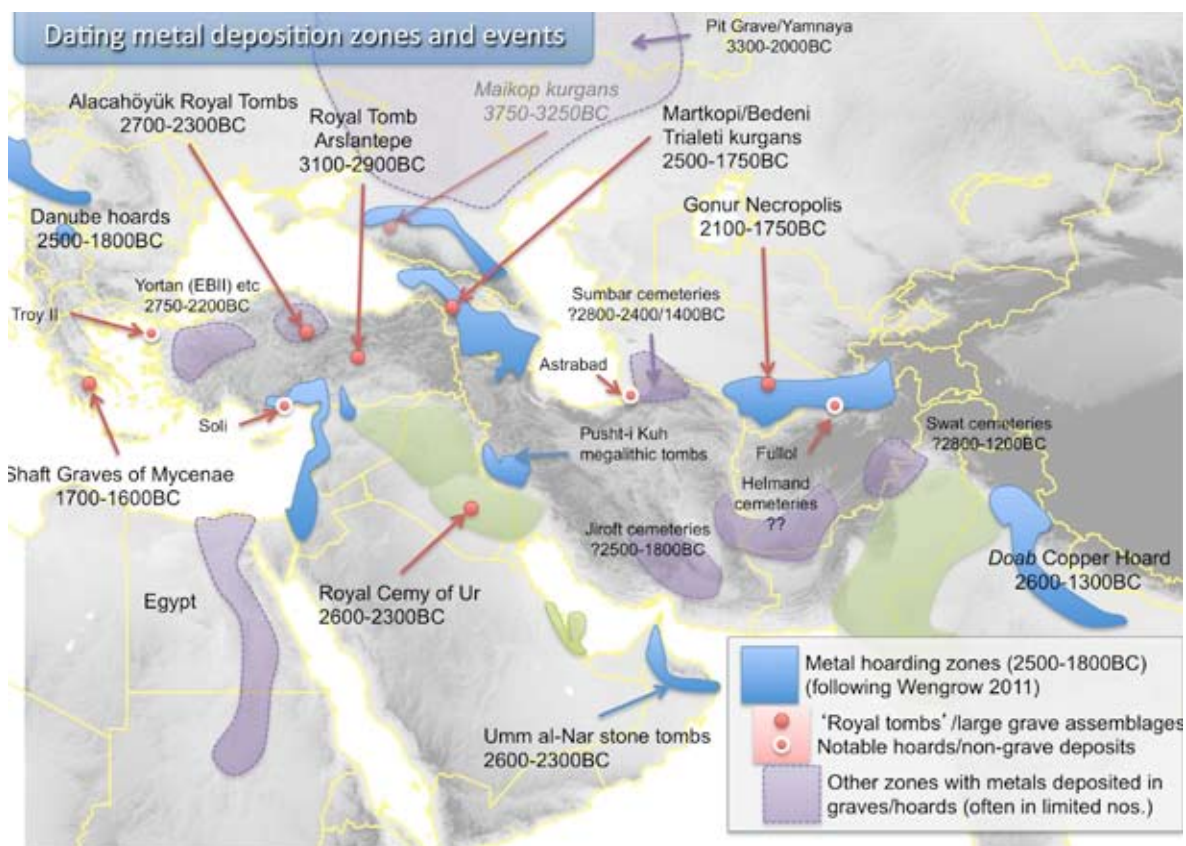 Dating metal deposition zones and events
Pit Grave/Yamnaya
3300-2000BC
Alacahöyük Royal Tombs
2700-2300BC
Royal Tomb
Arslantepe
3100-2900BC
Maikop kurgans
3750-3250BC
Martkopi/Bedeni
Trialeti kurgans
2500-1750BC
Gonur Necropolis
2100-1750BC
Danube hoards
2500-1800BC
Yortan (EBII) etc
2750-2200BC
Troy II
Sumbar cemeteries
?2800-2400/1400BC
Astrabad
Soli
Pusht-i Kuh
megalithic tombs
Fullol
Swat cemeteries
?2800-1200BC
Shaft Graves of Mycenae
1700-1600BC
Helmand
cemeteries
??
Jiroft cemeteries
?2500-1800BC
Doab Copper Hoard
2600-1300BC
Egypt
Royal Cemy of Ur
2600-2300BC
Umm al-Nar stone tombs
2600-2300BC
Metal hoarding zones (2500-1800BC)
(following Wengrow 2011)
'Royal tombs'/large grave assemblages
Notable hoards/non-grave deposits
Other zones with metals deposited in
graves/hoards (often in limited nos.)